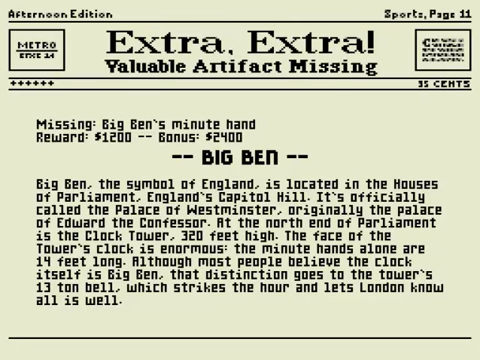 Afternoon Edition
Sports, Page 11
METRO
Extra, Extra!
Valuable Artifact Missing
++++++
35 CENTS
Missing: Big Ben`s minute hand
Reward: $1200 -- Bonus: $2400
-- BIG BEN --
Big Ben, the symbol of England, is located in the Houses
of Parliament, England`s Capitol Hill. It`s officially
called the Palace of Westminster, originally the palace
of Edward the Confessor. At the north end of Parliament
is the Clock Tower, 320 feet high. The face of the
Tower`s clock is enormous: the minute hands alone are
14 feet long. Although most people believe the clock
itself is Big Ben, that distinction goes to the tower`s
13 ton bell, which strikes the hour and lets London know
all is well.